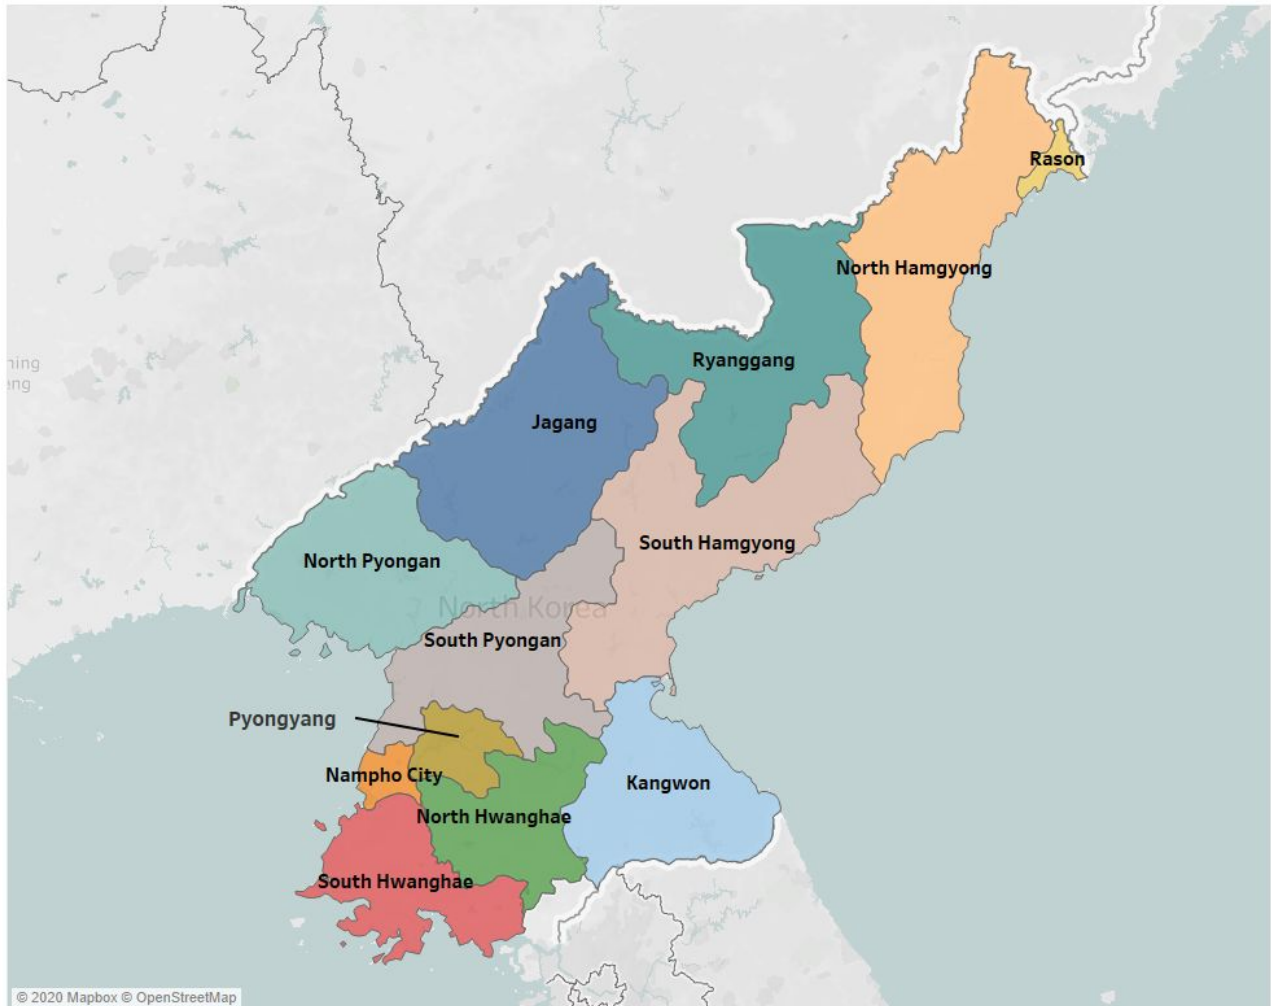 Rason
North Hamgyong
Ryanggang
Jagang
South Hamgyong
North Pyongan
North Korea
South Pyongan
Pyongyang
Nampho City
Kangwon
North Hwanghae
South Hwanghae
© 2020 Mapbox © OpenStreetMap